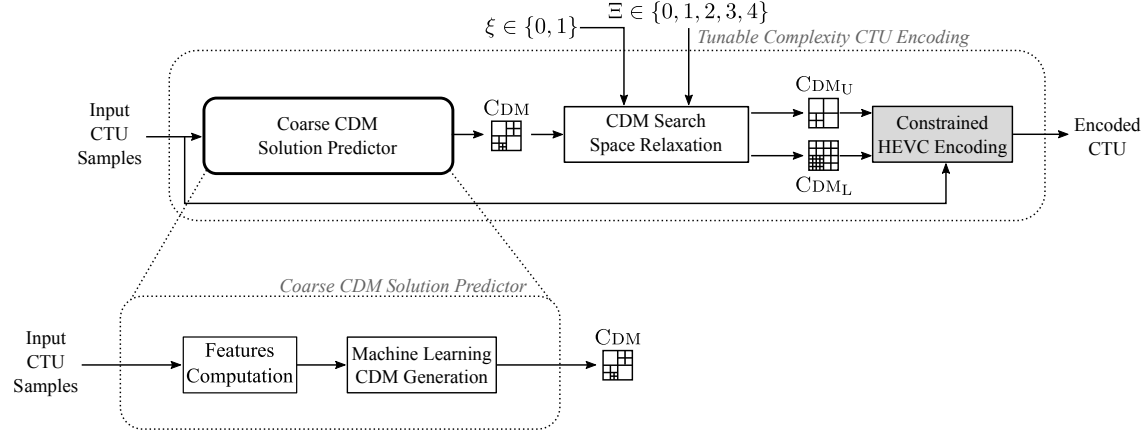 ξ ∈ {0, 1}
Ξ ∈ {0, 1, 2, 3, 4}
Tunable Complexity CTU Encoding
Input
CTU
Samples
Coarse CDM
Solution Predictor
CDM
CDM Search
Space Relaxation
CDM_U
CDM_L
Constrained
HEVC Encoding
Encoded
CTU
Coarse CDM Solution Predictor
Input
CTU
Samples
Features
Computation
Machine Learning
CDM Generation
CDM